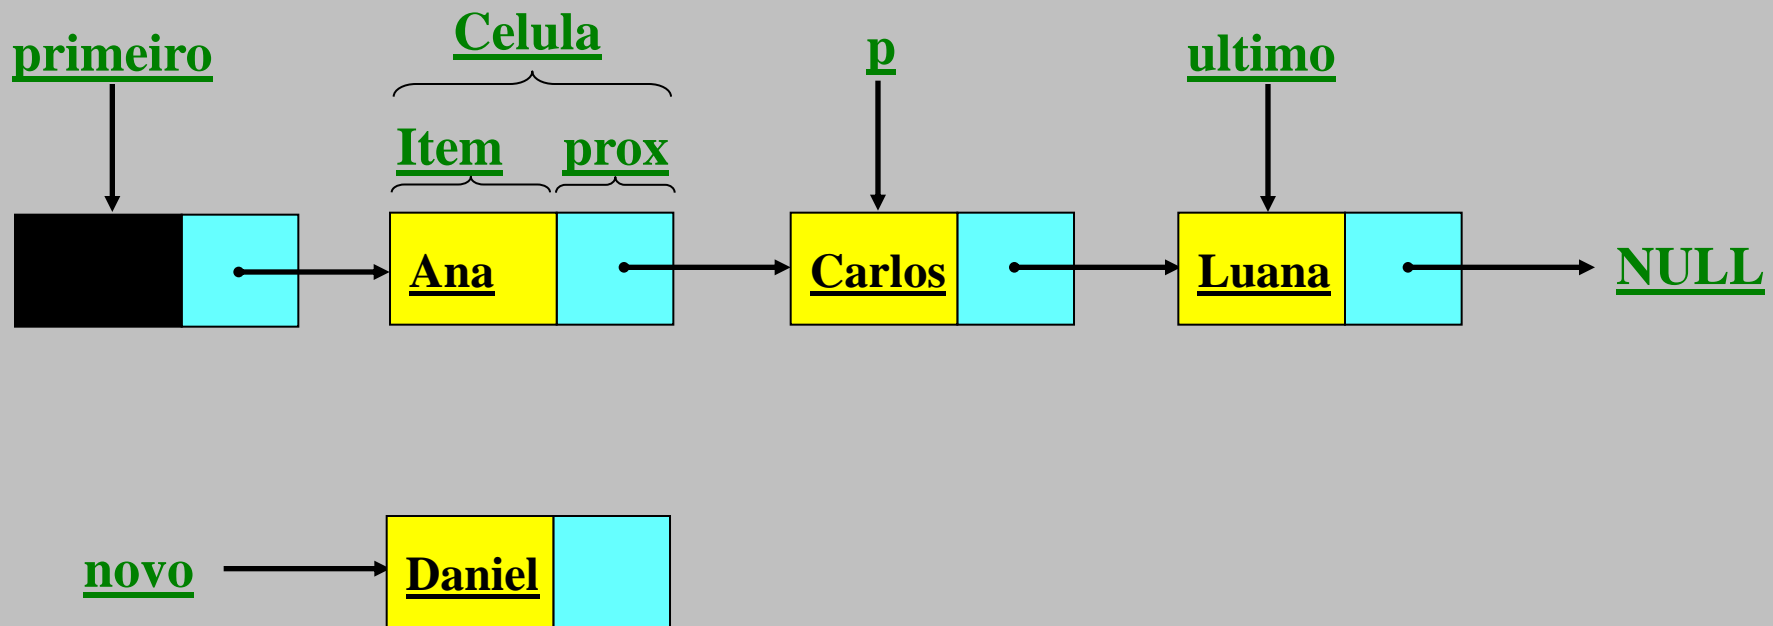 primeiro
Celula
p
ultimo
Item
prox
Ana
Carlos
Luana
NULL
novo
Daniel